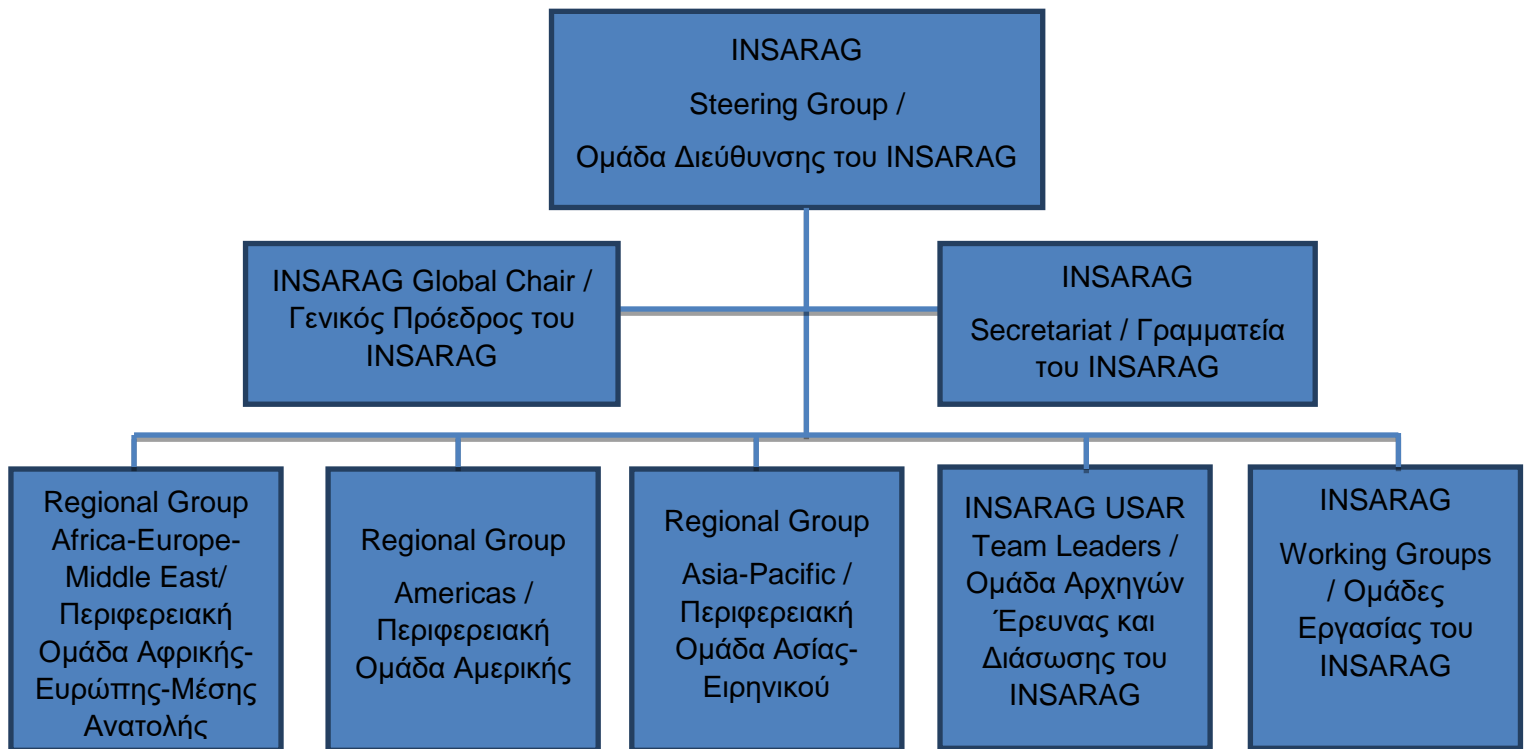 INSARAG
Steering Group /
Ομάδα Διεύθυνσης του INSARAG
INSARAG Global Chair /
Γενικός Πρόεδρος του
INSARAG
INSARAG
Secretariat / Γραμματεία
του INSARAG
Regional Group
Africa-Europe-
Middle East/
Περιφερειακή
Ομάδα Αφρικής-
Ευρώπης-Μέσης
Ανατολής
Regional Group
Americas /
Περιφερειακή
Ομάδα Αμερικής
Regional Group
Asia-Pacific /
Περιφερειακή
Ομάδα Ασίας-
Ειρηνικού
INSARAG USAR
Team Leaders /
Ομάδα Αρχηγών
Έρευνας και
Διάσωσης του
INSARAG
INSARAG
Working Groups
/ Ομάδες
Εργασίας του
INSARAG